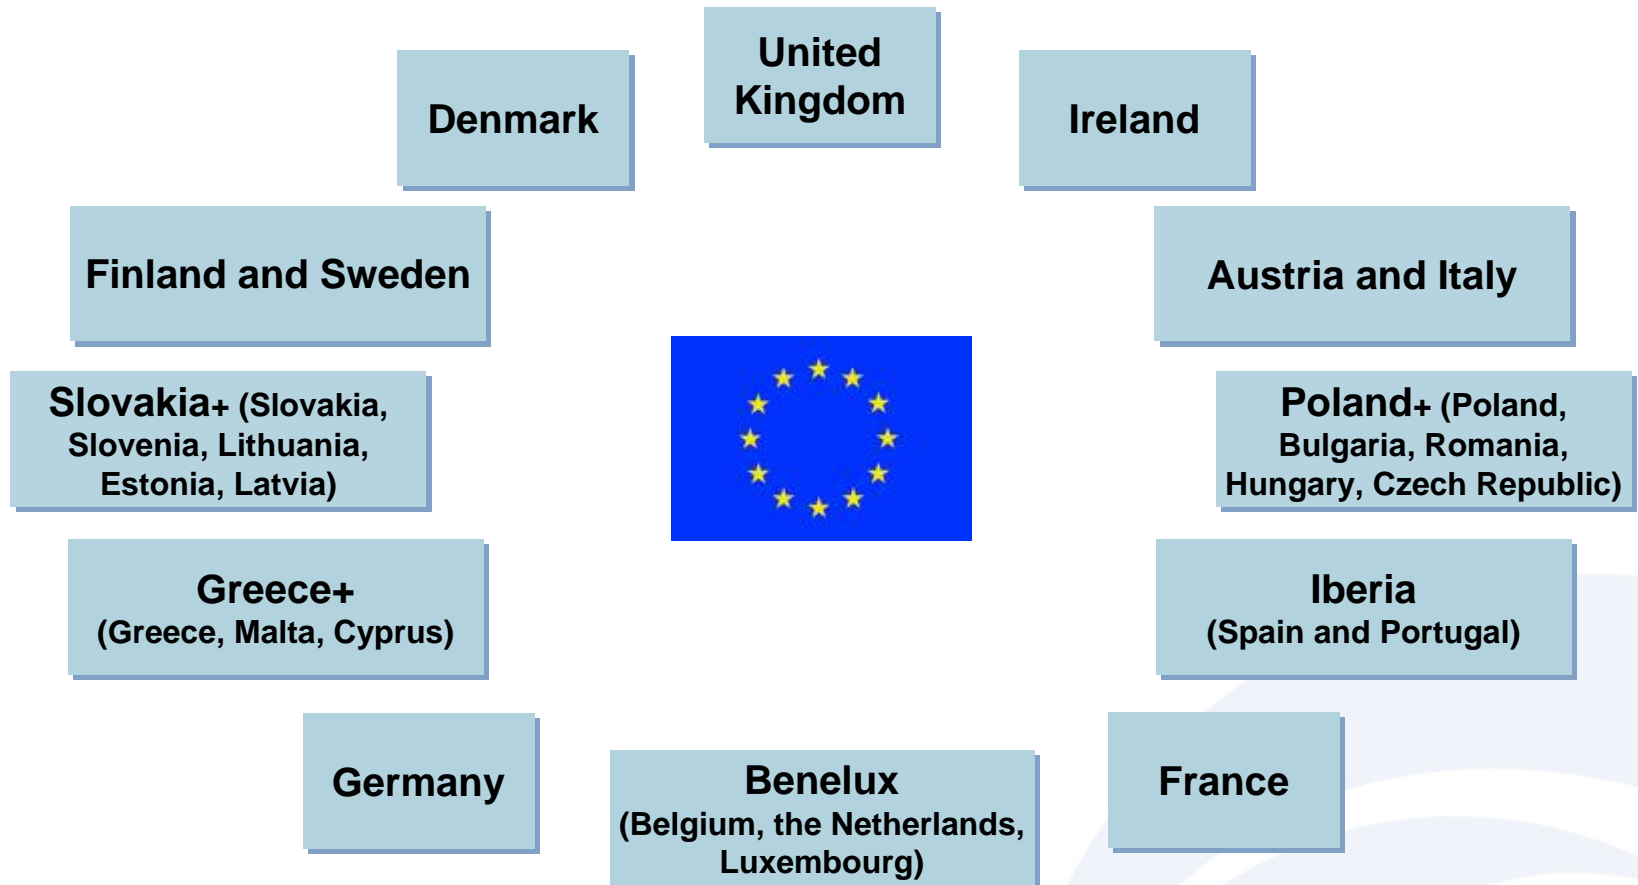 United
Kingdom
Denmark
Ireland
Finland and Sweden
Austria and Italy
Slovakia+ (Slovakia,
Slovenia, Lithuania,
Estonia, Latvia)
Poland+ (Poland,
Bulgaria, Romania,
Hungary, Czech Republic)
Greece+
(Greece, Malta, Cyprus)
Iberia
(Spain and Portugal)
Germany
Benelux
(Belgium, the Netherlands,
Luxembourg)
France